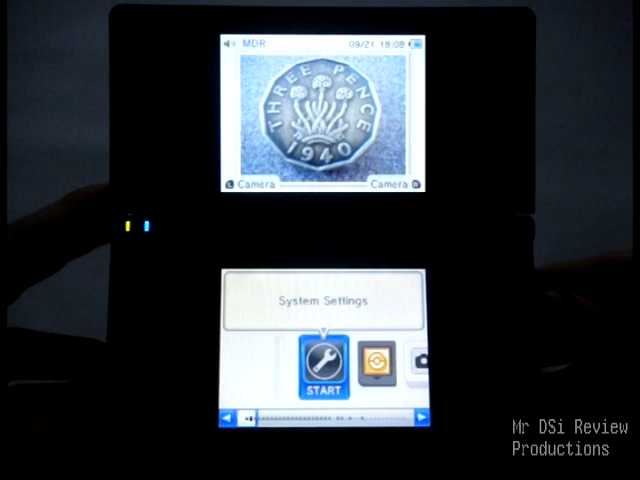 MDR
09/21 18:08
THREE PENCE
1940
L Camera
Camera R
System Settings
START
Mr DSi Review
Productions